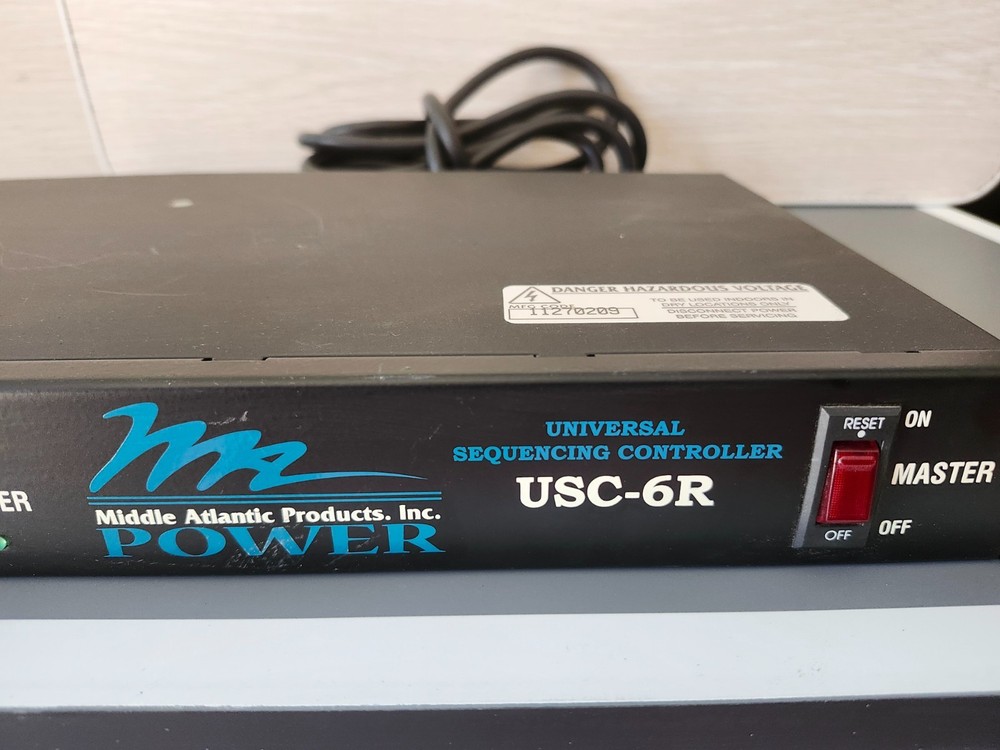 DANGER HAZARDOUS VOLTAGE
MFG CODE
11270209
TO BE USED INDOORS IN
DRY LOCATIONS ONLY
DISCONNECT POWER
BEFORE SERVICING
ER
Middle Atlantic Products. Inc.
POWER
UNIVERSAL
SEQUENCING CONTROLLER
USC-6R
RESET
OFF
ON
MASTER
OFF